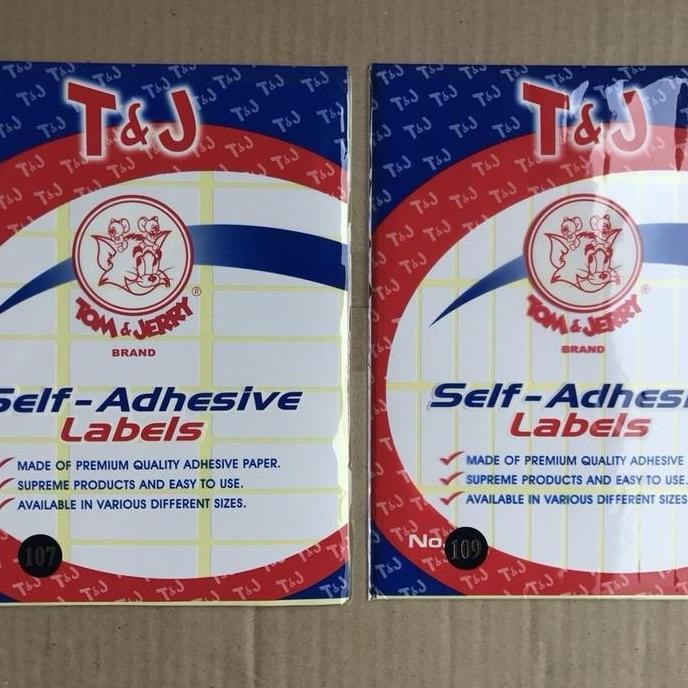 T&J
TOM & JERRY ®
BRAND
Self-Adhesive
Labels
MADE OF PREMIUM QUALITY ADHESIVE PAPER.
SUPREME PRODUCTS AND EASY TO USE.
AVAILABLE IN VARIOUS DIFFERENT SIZES.
107
T&J
T&J
TOM & JERRY ®
BRAND
Self-Adhesi
Labels
MADE OF PREMIUM QUALITY ADHESIVE
SUPREME PRODUCTS AND EASY TO USE.
AVAILABLE IN VARIOUS DIFFERENT SIZES
No. 109
T&J